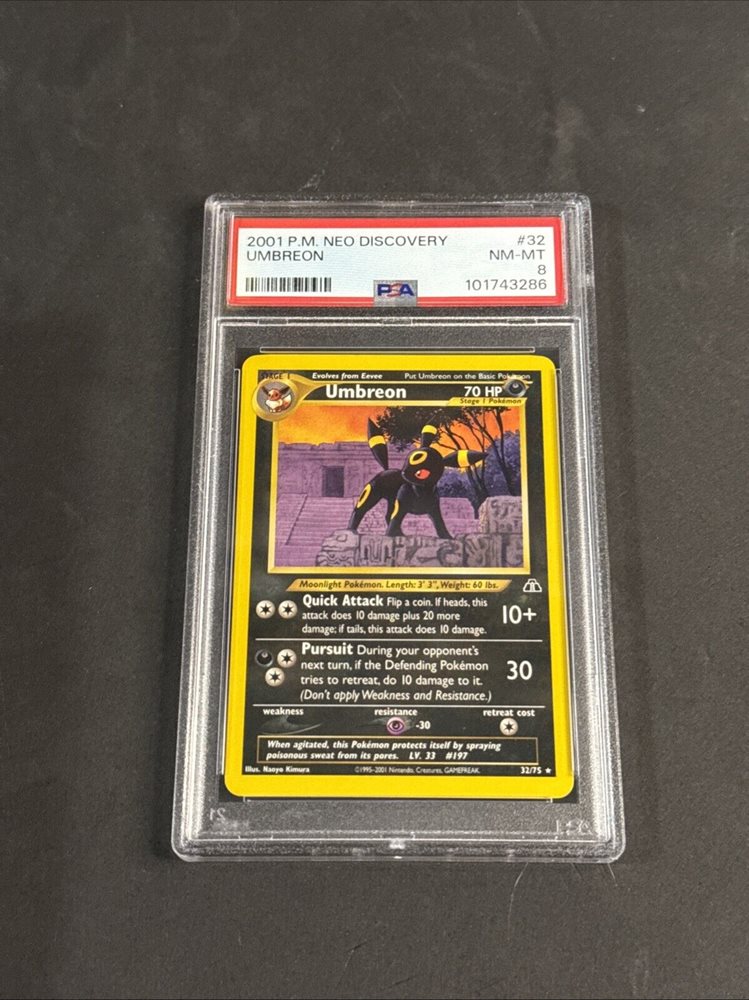 2001 P.M. NEO DISCOVERY #32
UMBREON NM-MT
8
PSA 101743286
STAGE 1 Evolves from Eevee Put Umbreon on the Basic Pokémon
Umbreon 70 HP
Stage 1 Pokémon
Moonlight Pokémon. Length: 3' 3", Weight: 60 lbs.
Quick Attack Flip a coin. If heads, this
attack does 10 damage plus 20 more
damage; if tails, this attack does 10 damage.
10+
Pursuit During your opponent's
next turn, if the Defending Pokémon
tries to retreat, do 10 damage to it.
(Don't apply Weakness and Resistance.)
30
weakness resistance retreat cost
-30
When agitated, this Pokémon protects itself by spraying
poisonous sweat from its pores. LV. 33 #197
Illus. Naoyo Kimura ©1995-2001 Nintendo, Creatures, GAMEFREAK. 32/75 ★